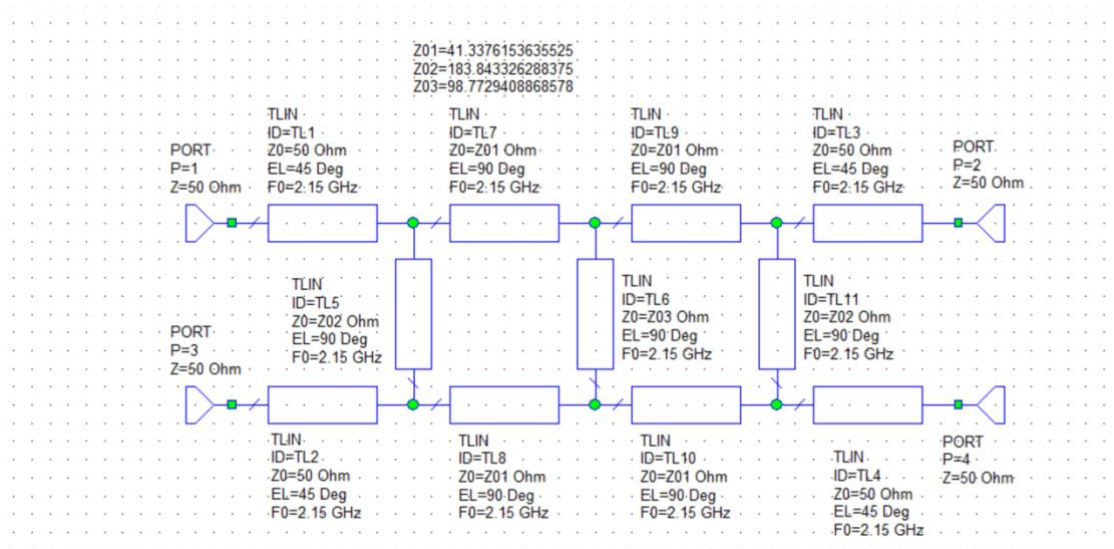 Z01=41.3376153635525
Z02=183.843326288375
Z03=98.7729408868578
TLIN
ID=TL1
Z0=50 Ohm
EL=45 Deg
F0=2.15 GHz
TLIN
ID=TL7
Z0=Z01 Ohm
EL=90 Deg
F0=2.15 GHz
TLIN
ID=TL9
Z0=Z01 Ohm
EL=90 Deg
F0=2.15 GHz
TLIN
ID=TL3
Z0=50 Ohm
EL=45 Deg
F0=2.15 GHz
PORT
P=1
Z=50 Ohm
PORT
P=2
Z=50 Ohm
TLIN
ID=TL5
Z0=Z02 Ohm
EL=90 Deg
F0=2.15 GHz
TLIN
ID=TL6
Z0=Z03 Ohm
EL=90 Deg
F0=2.15 GHz
TLIN
ID=TL11
Z0=Z02 Ohm
EL=90 Deg
F0=2.15 GHz
PORT
P=3
Z=50 Ohm
TLIN
ID=TL2
Z0=50 Ohm
EL=45 Deg
F0=2.15 GHz
TLIN
ID=TL8
Z0=Z01 Ohm
EL=90 Deg
F0=2.15 GHz
TLIN
ID=TL10
Z0=Z01 Ohm
EL=90 Deg
F0=2.15 GHz
TLIN
ID=TL4
Z0=50 Ohm
EL=45 Deg
F0=2.15 GHz
PORT
P=4
Z=50 Ohm